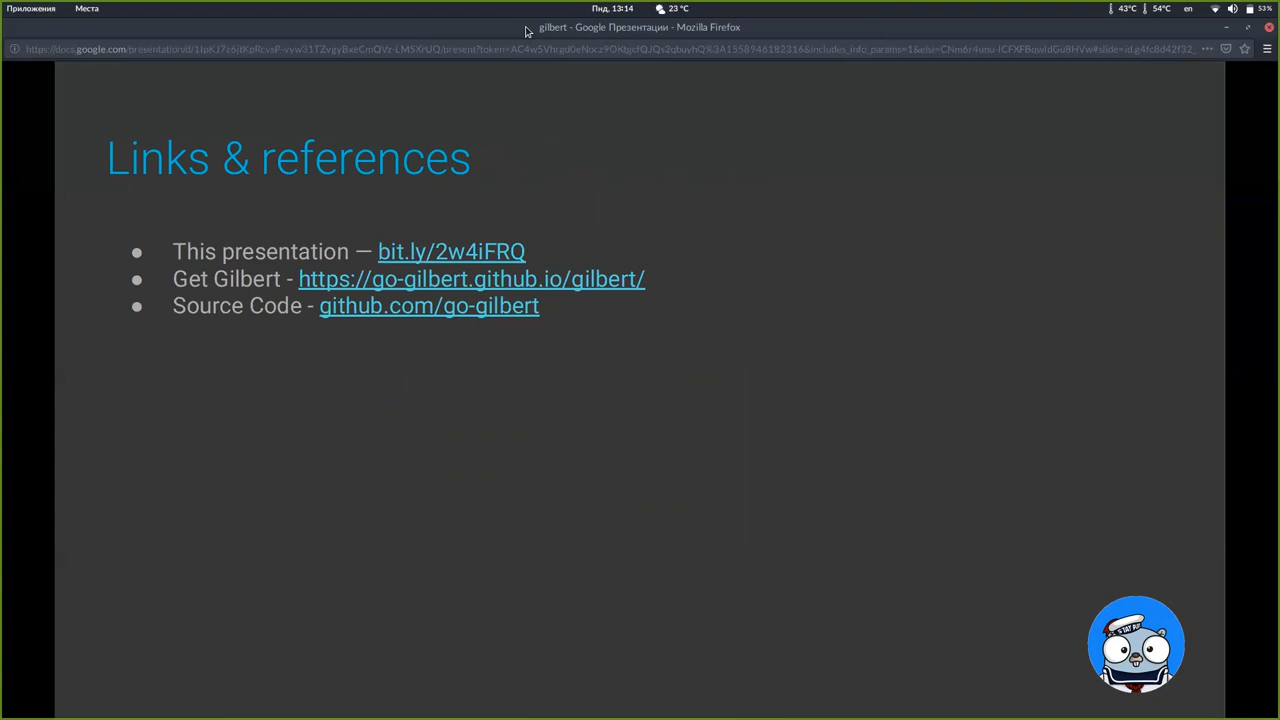 Приложения Места Пнд, 13:14 23 °C 43°C 54°C en 53%
gilbert - Google Презентации - Mozilla Firefox
Links & references
● This presentation — bit.ly/2w4iFRQ
● Get Gilbert - https://go-gilbert.github.io/gilbert/
● Source Code - github.com/go-gilbert